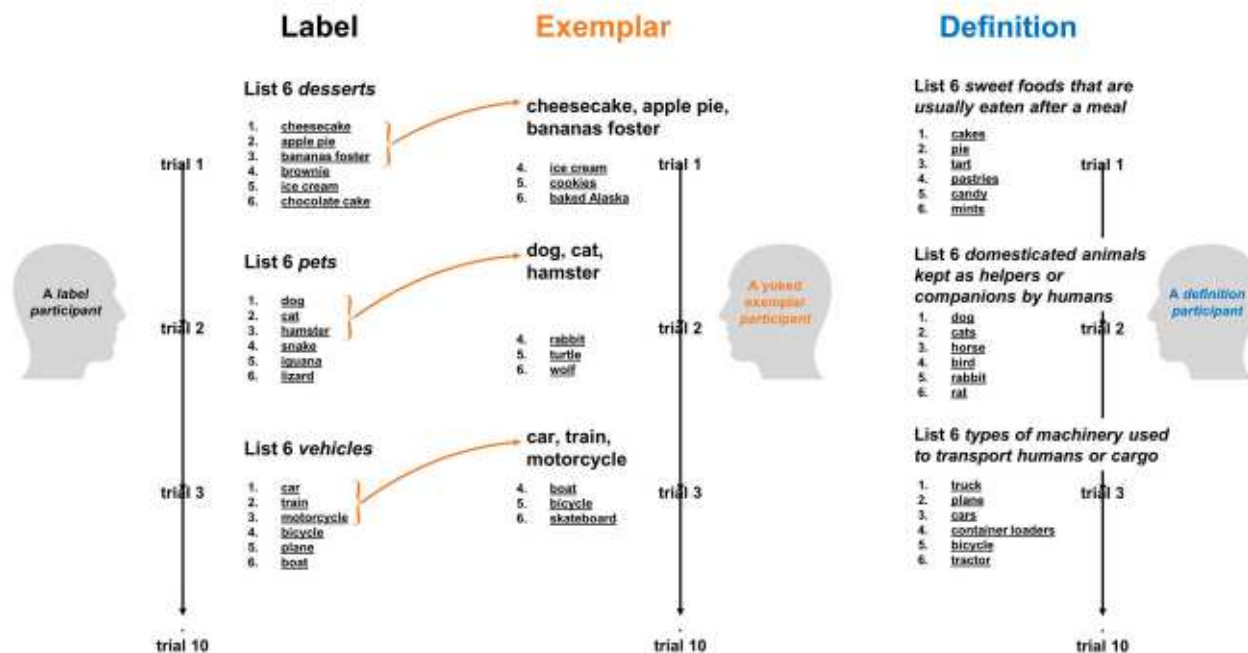 Label
Exemplar
Definition
A label
participant
trial 1
trial 2
trial 3
.
trial 10
List 6 desserts
1. cheesecake
2. apple pie
3. bananas foster
4. brownie
5. ice cream
6. chocolate cake
List 6 pets
1. dog
2. cat
3. hamster
4. snake
5. iguana
6. lizard
List 6 vehicles
1. car
2. train
3. motorcycle
4. bicycle
5. plane
6. boat
cheesecake, apple pie,
bananas foster
4. ice cream
5. cookies
6. baked Alaska
dog, cat,
hamster
4. rabbit
5. turtle
6. wolf
car, train,
motorcycle
4. boat
5. bicycle
6. skateboard
trial 1
trial 2
trial 3
.
trial 10
A yoked
exemplar
participant
List 6 sweet foods that are
usually eaten after a meal
1. cakes
2. pie
3. tart
4. pastries
5. candy
6. mints
List 6 domesticated animals
kept as helpers or
companions by humans
1. dog
2. cats
3. horse
4. bird
5. rabbit
6. rat
List 6 types of machinery used
to transport humans or cargo
1. truck
2. plane
3. cars
4. container loaders
5. bicycle
6. tractor
trial 1
trial 2
trial 3
.
trial 10
A definition
participant